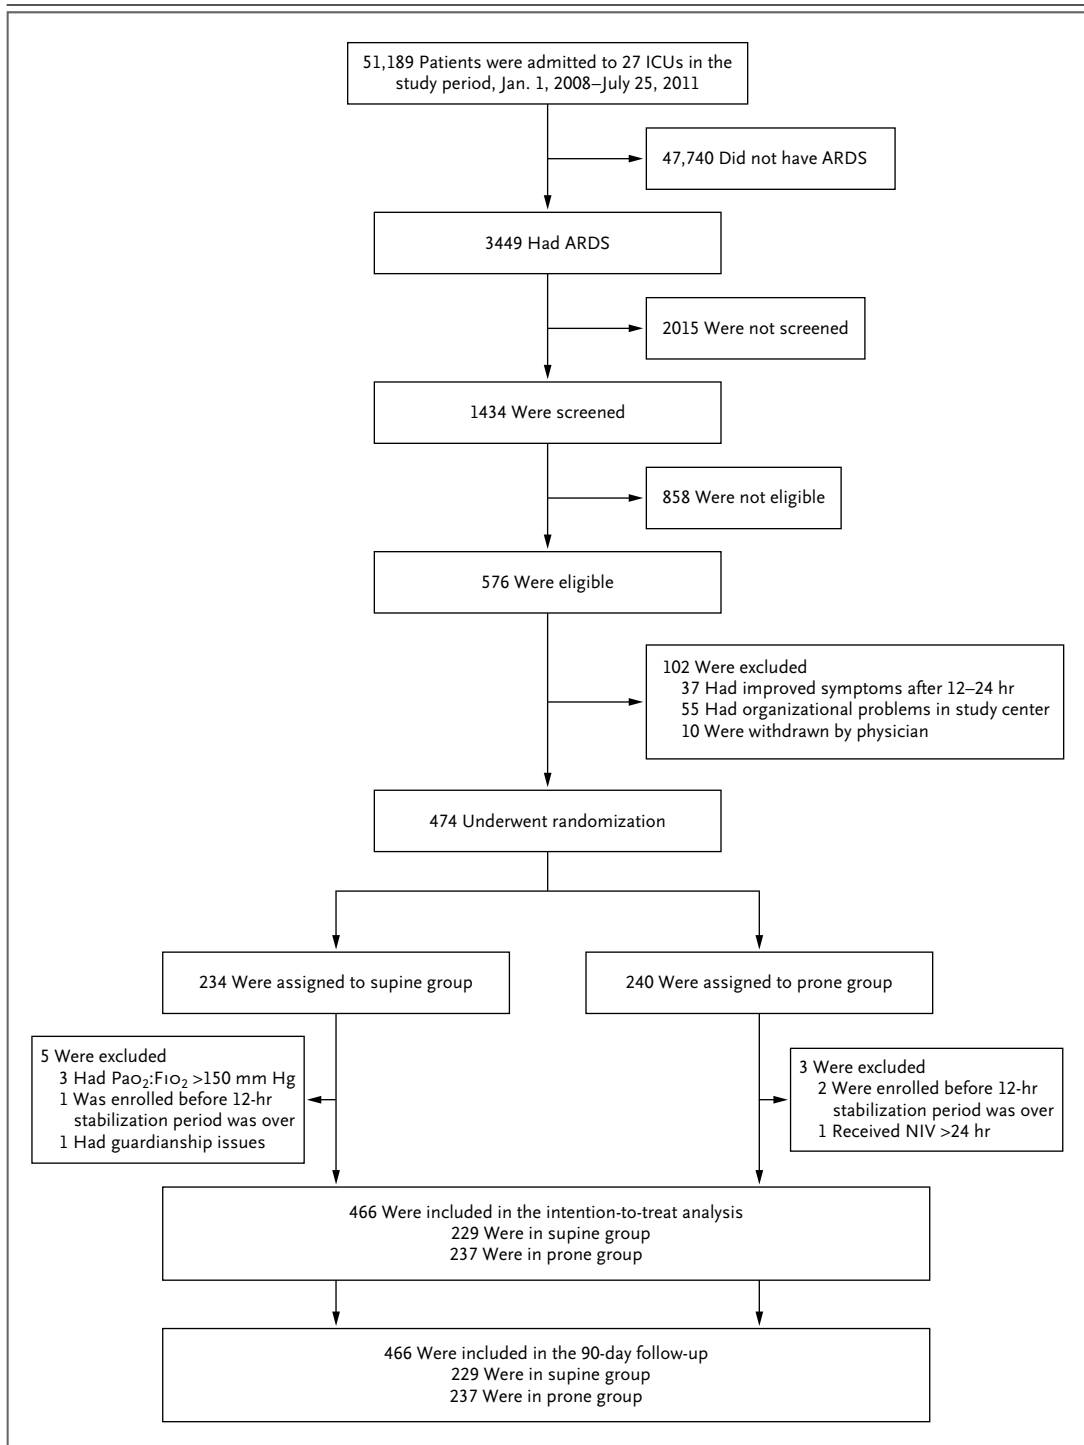 51,189 Patients were admitted to 27 ICUs in the
study period, Jan. 1, 2008–July 25, 2011
47,740 Did not have ARDS
3449 Had ARDS
2015 Were not screened
1434 Were screened
858 Were not eligible
576 Were eligible
102 Were excluded
37 Had improved symptoms after 12–24 hr
55 Had organizational problems in study center
10 Were withdrawn by physician
474 Underwent randomization
234 Were assigned to supine group
240 Were assigned to prone group
5 Were excluded
3 Had PaO₂:FIO₂ >150 mm Hg
1 Was enrolled before 12-hr
stabilization period was over
1 Had guardianship issues
3 Were excluded
2 Were enrolled before 12-hr
stabilization period was over
1 Received NIV >24 hr
466 Were included in the intention-to-treat analysis
229 Were in supine group
237 Were in prone group
466 Were included in the 90-day follow-up
229 Were in supine group
237 Were in prone group